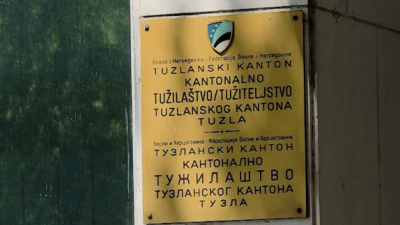 Bosna i Hercegovina - Federacija Bosne i Hercegovine
TUZLANSKI KANTON
KANTONALNO
TUŽILAŠTVO/TUŽITELJSTVO
TUZLANSKOG KANTONA
TUZLA
Босна и Херцеговина - Федерација Босне и Херцеговине
ТУЗЛАНСКИ КАНТОН
КАНТОНАЛНО
ТУЖИЛАШТВО
ТУЗЛАНСКОГ КАНТОНА
ТУЗЛА